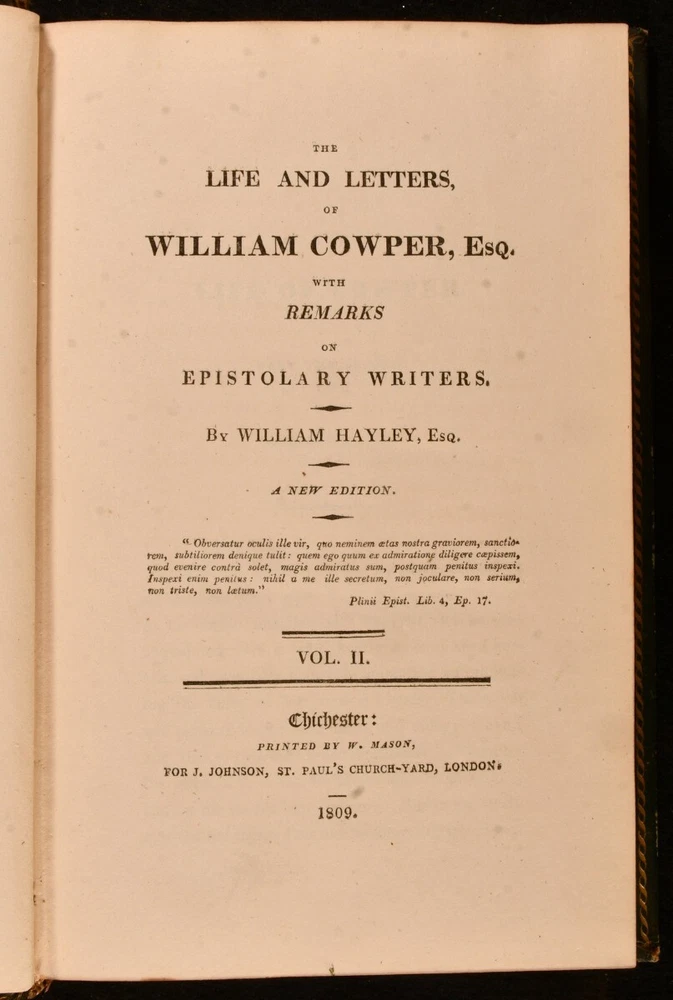 THE
LIFE AND LETTERS,
OF
WILLIAM COWPER, Esq.
WITH
REMARKS
ON
EPISTOLARY WRITERS.
By WILLIAM HAYLEY, Esq.
A NEW EDITION.
“ Obversatur oculis ille vir, quo neminem ætas nostra graviorem, sanctio-
rem, subtiliorem denique tulit: quem ego quum ex admiratione diligere cæpissem,
quod evenire contrà solet, magis admiratus sum, postquam penitus inspexi.
Inspexi enim penitus: nihil a me ille secretum, non joculare, non serium,
non triste, non lætum.”
Plinii Epist. Lib. 4, Ep. 17.
VOL. II.
Chichester:
PRINTED BY W. MASON,
FOR J. JOHNSON, ST. PAUL'S CHURCH-YARD, LONDON.
1809.